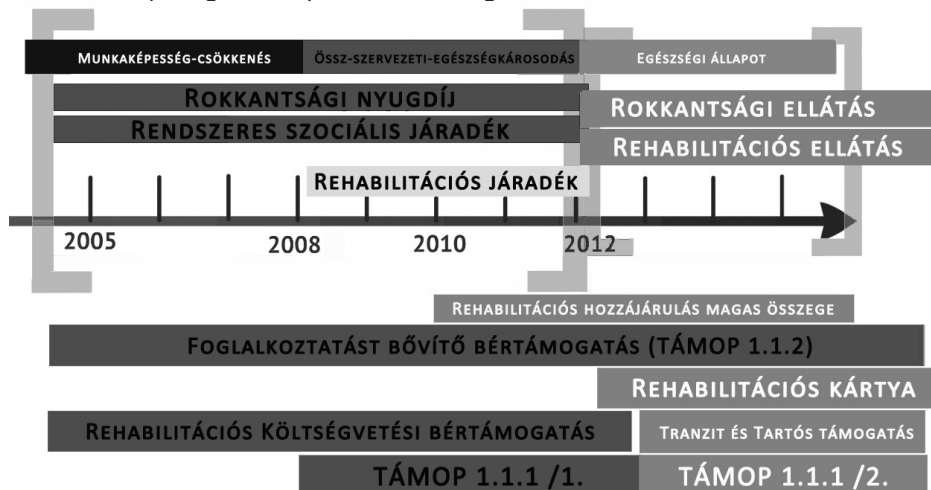 MUNKAKÉPESSÉG-CSÖKKENÉS ÖSSZ-SZERVEZETI-EGÉSZSÉGKÁROSODÁS EGÉSZSÉGI ÁLLAPOT
ROKKANTSÁGI NYUGDÍJ
ROKKANTSÁGI ELLÁTÁS
RENDSZERES SZOCIÁLIS JÁRADÉK
REHABILITÁCIÓS ELLÁTÁS
REHABILITÁCIÓS JÁRADÉK
2005 2008 2010 2012
REHABILITÁCIÓS HOZZÁJÁRULÁS MAGAS ÖSSZEGE
FOGLALKOZTATÁST BŐVÍTŐ BÉRTÁMOGATÁS (TÁMOP 1.1.2)
REHABILITÁCIÓS KÁRTYA
REHABILITÁCIÓS KÖLTSÉGVETÉSI BÉRTÁMOGATÁS TRANZIT ÉS TARTÓS TÁMOGATÁS
TÁMOP 1.1.1 /1. TÁMOP 1.1.1 /2.